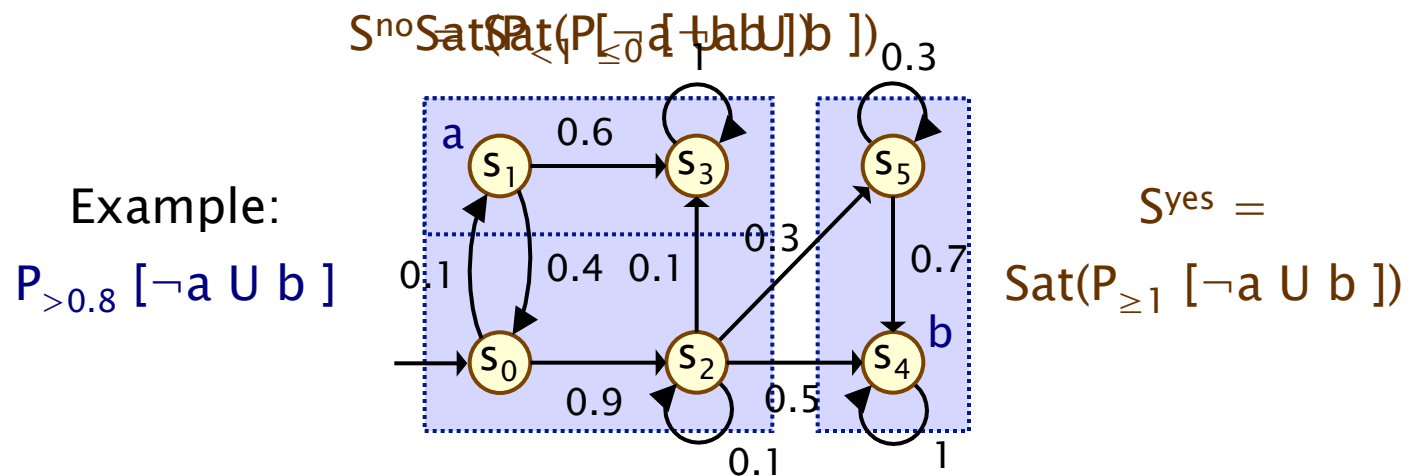 1
0.3
a
0.6
s1
s3
s5
Example:
Syes =
0.3
0.1
0.4
0.1
0.7
P>0.8 [¬a U b ]
Sat(P≥1 [¬a U b ])
b
s0
s2
s4
0.9
0.5
0.1
1